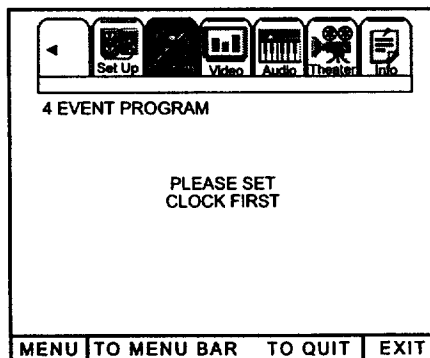 Set Up Video Audio Theater Info
4 EVENT PROGRAM
PLEASE SET
CLOCK FIRST
MENU TO MENU BAR TO QUIT EXIT